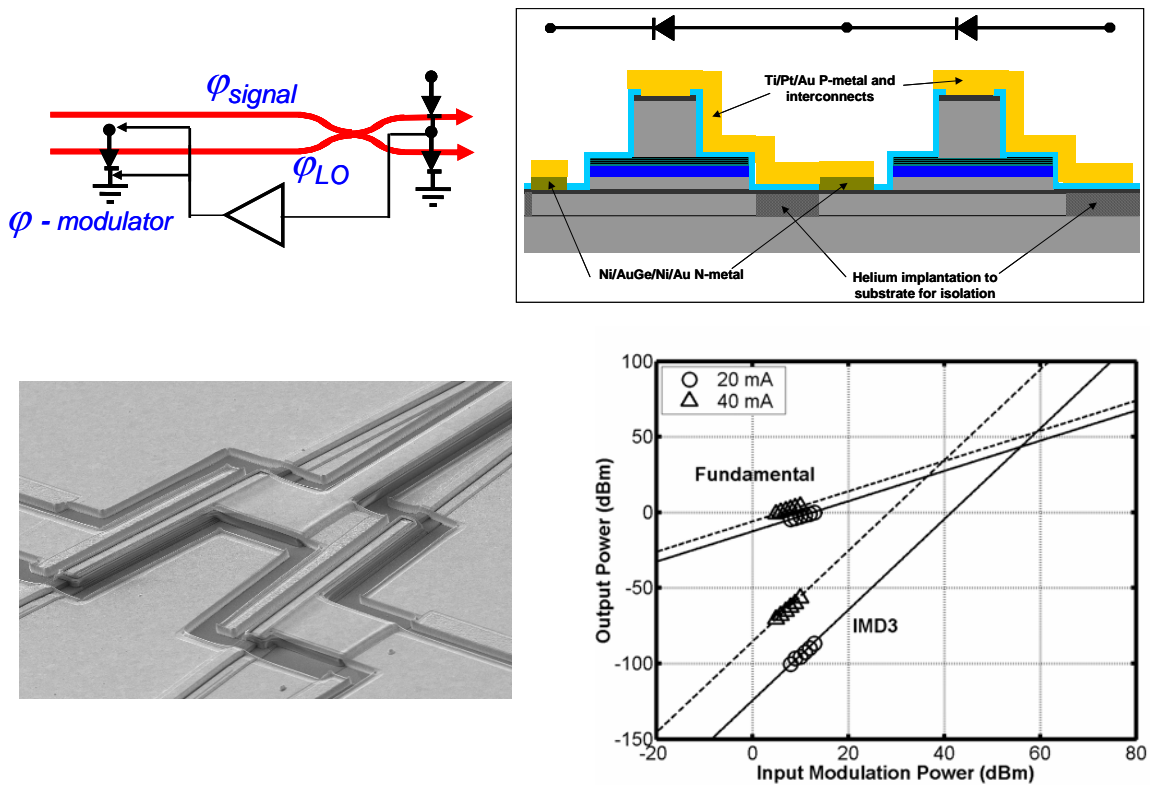 φsignal
φLO
φ - modulator
Ti/Pt/Au P-metal and
interconnects
Ni/AuGe/Ni/Au N-metal
Helium implantation to
substrate for isolation
100
50
0
-50
-100
-150
-20
0
20
40
60
80
20 mA
40 mA
Fundamental
IMD3
Output Power (dBm)
Input Modulation Power (dBm)